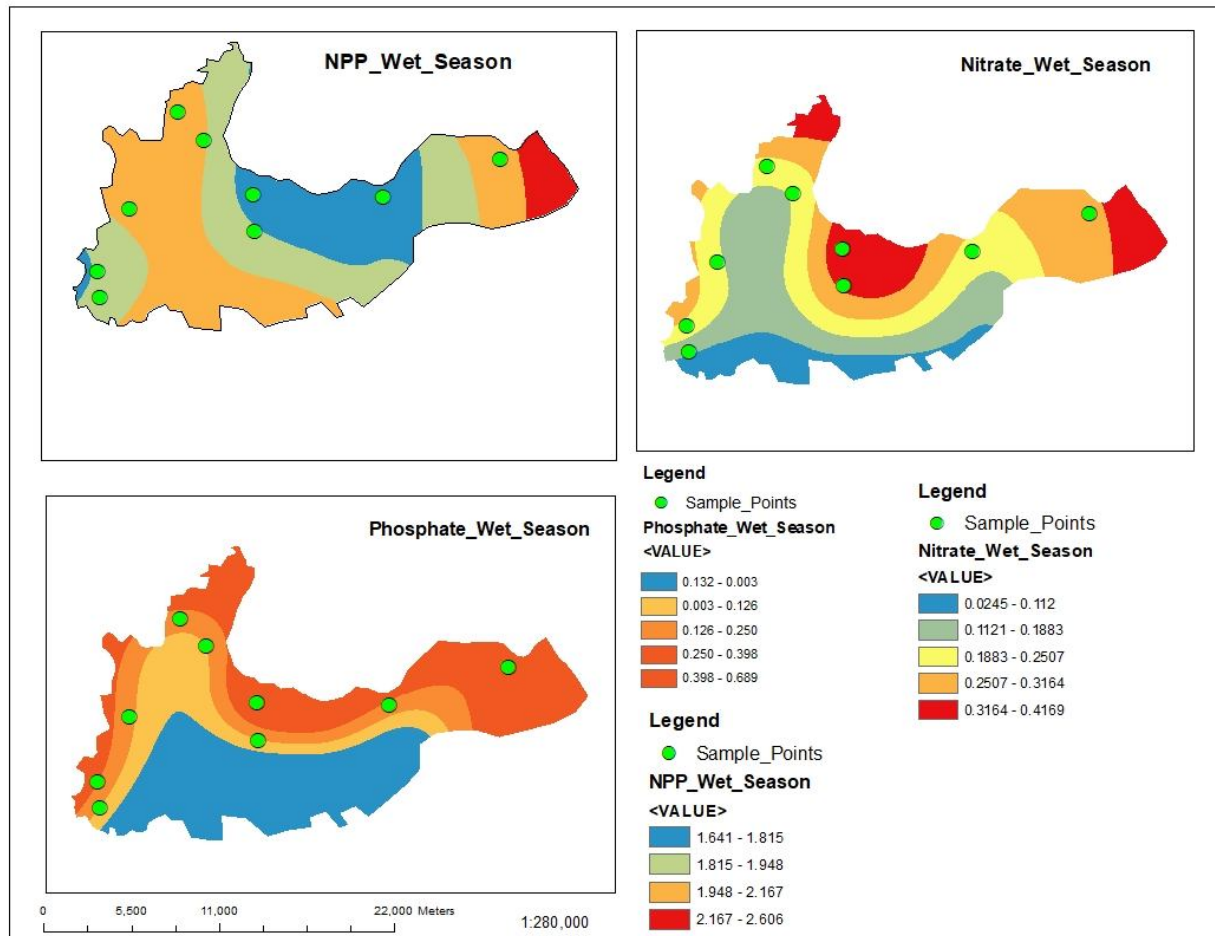 NPP_Wet_Season
Nitrate_Wet_Season
Phosphate_Wet_Season
0 5,500 11,000 22,000 Meters
1:280,000
Legend
Sample_Points
Phosphate_Wet_Season
<VALUE>
0.132 - 0.003
0.003 - 0.126
0.126 - 0.250
0.250 - 0.398
0.398 - 0.689
Legend
Sample_Points
NPP_Wet_Season
<VALUE>
1.641 - 1.815
1.815 - 1.948
1.948 - 2.167
2.167 - 2.606
Legend
Sample_Points
Nitrate_Wet_Season
<VALUE>
0.0245 - 0.112
0.1121 - 0.1883
0.1883 - 0.2507
0.2507 - 0.3164
0.3164 - 0.4169